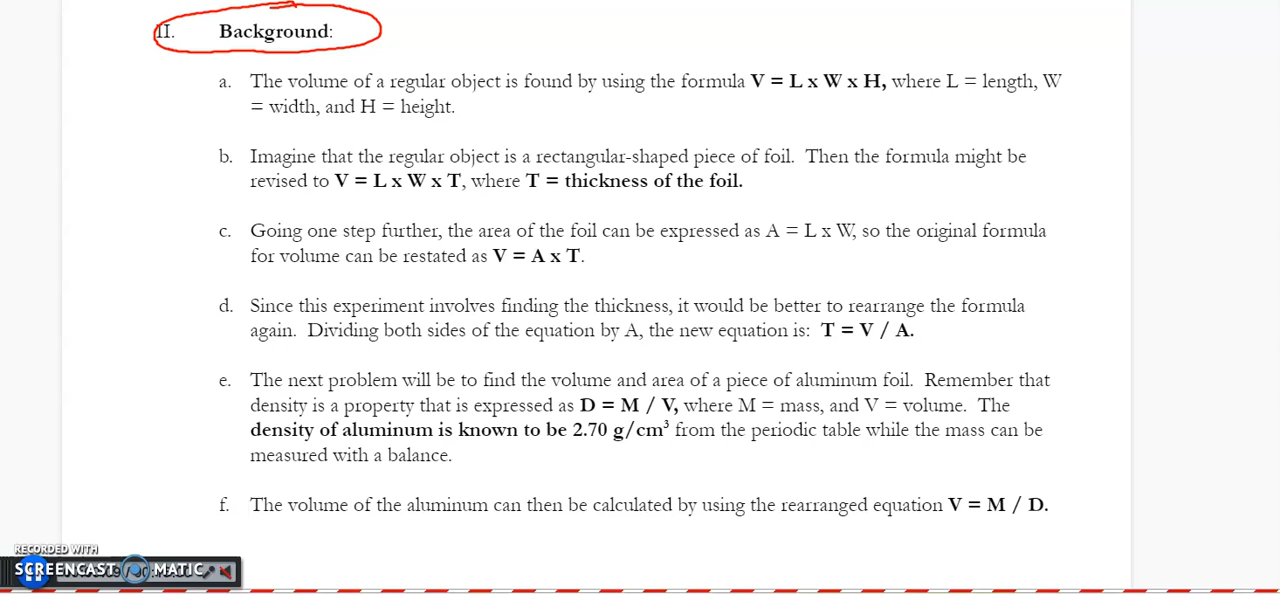 II. Background:
a. The volume of a regular object is found by using the formula V = L x W x H, where L = length, W
= width, and H = height.
b. Imagine that the regular object is a rectangular-shaped piece of foil. Then the formula might be
revised to V = L x W x T, where T = thickness of the foil.
c. Going one step further, the area of the foil can be expressed as A = L x W, so the original formula
for volume can be restated as V = A x T.
d. Since this experiment involves finding the thickness, it would be better to rearrange the formula
again. Dividing both sides of the equation by A, the new equation is: T = V / A.
e. The next problem will be to find the volume and area of a piece of aluminum foil. Remember that
density is a property that is expressed as D = M / V, where M = mass, and V = volume. The
density of aluminum is known to be 2.70 g/cm³ from the periodic table while the mass can be
measured with a balance.
f. The volume of the aluminum can then be calculated by using the rearranged equation V = M / D.
RECORDED WITH
SCREENCAST MATIC